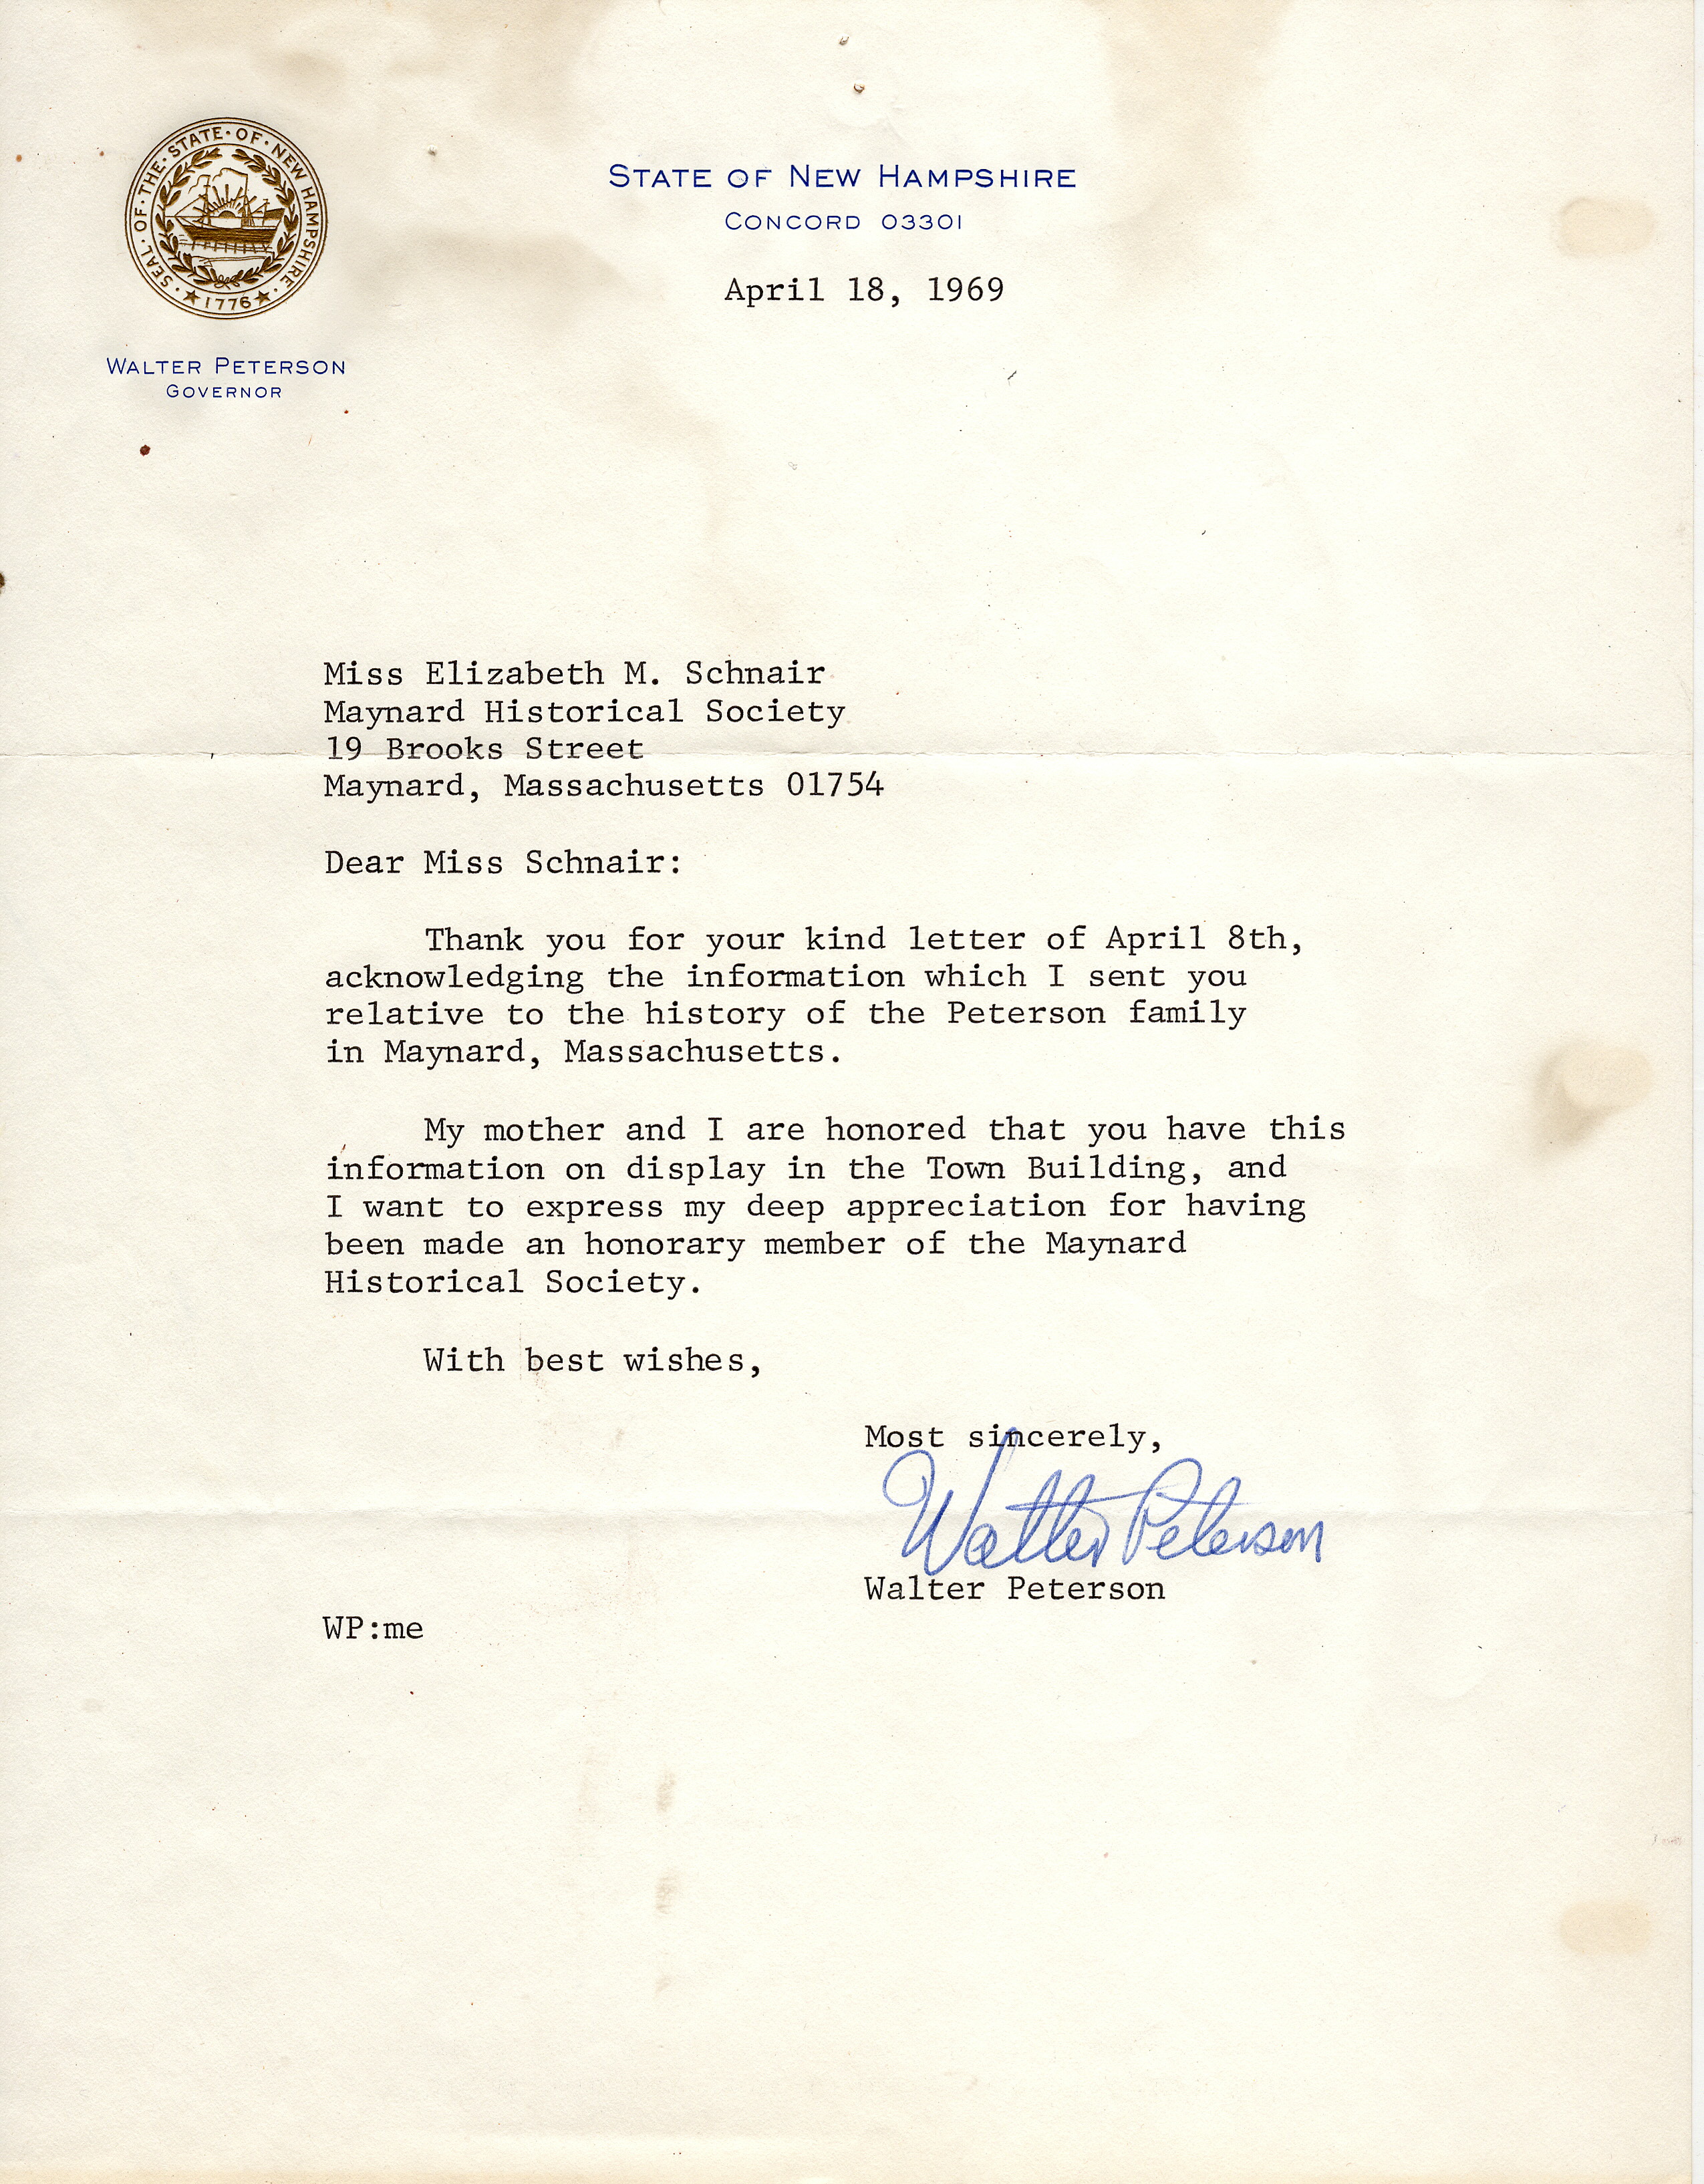 SEAL · OF · THE · STATE · OF · NEW HAMPSHIRE · 1776
STATE OF NEW HAMPSHIRE
CONCORD 03301
April 18, 1969
WALTER PETERSON
GOVERNOR
Miss Elizabeth M. Schnair
Maynard Historical Society
19 Brooks Street
Maynard, Massachusetts 01754
Dear Miss Schnair:
Thank you for your kind letter of April 8th,
acknowledging the information which I sent you
relative to the history of the Peterson family
in Maynard, Massachusetts.
My mother and I are honored that you have this
information on display in the Town Building, and
I want to express my deep appreciation for having
been made an honorary member of the Maynard
Historical Society.
With best wishes,
Most sincerely,
Walter Peterson
Walter Peterson
WP:me